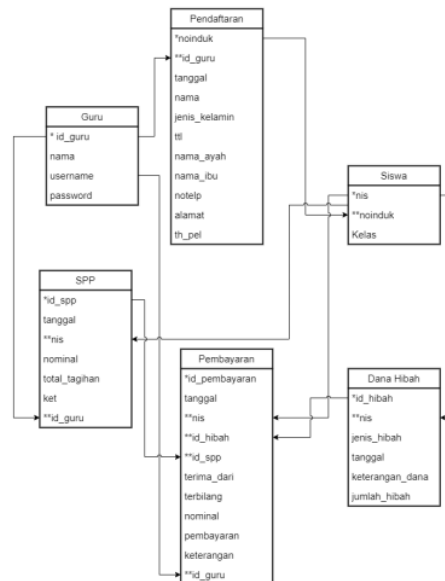 Pendaftaran
*noinduk
**id_guru
tanggal
nama
jenis_kelamin
ttl
nama_ayah
nama_ibu
notelp
alamat
th_pel
Guru
* id_guru
nama
username
password
Siswa
*nis
**noinduk
Kelas
SPP
*id_spp
tanggal
**nis
nominal
total_tagihan
ket
**id_guru
Pembayaran
*id_pembayaran
tanggal
**nis
**id_hibah
**id_spp
terima_dari
terbilang
nominal
pembayaran
keterangan
**id_guru
Dana Hibah
*id_hibah
**nis
jenis_hibah
tanggal
keterangan_dana
jumlah_hibah